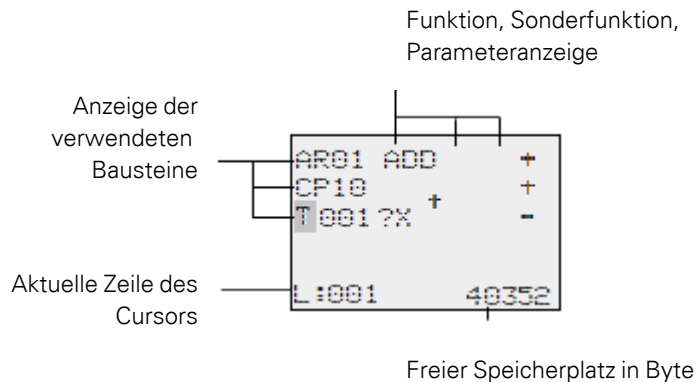 Funktion, Sonderfunktion,
Parameteranzeige
Anzeige der
verwendeten
Bausteine
AR01 ADD +
CP10 +
T 001 ?X + -
Aktuelle Zeile des
Cursors
L:001 40352
Freier Speicherplatz in Byte